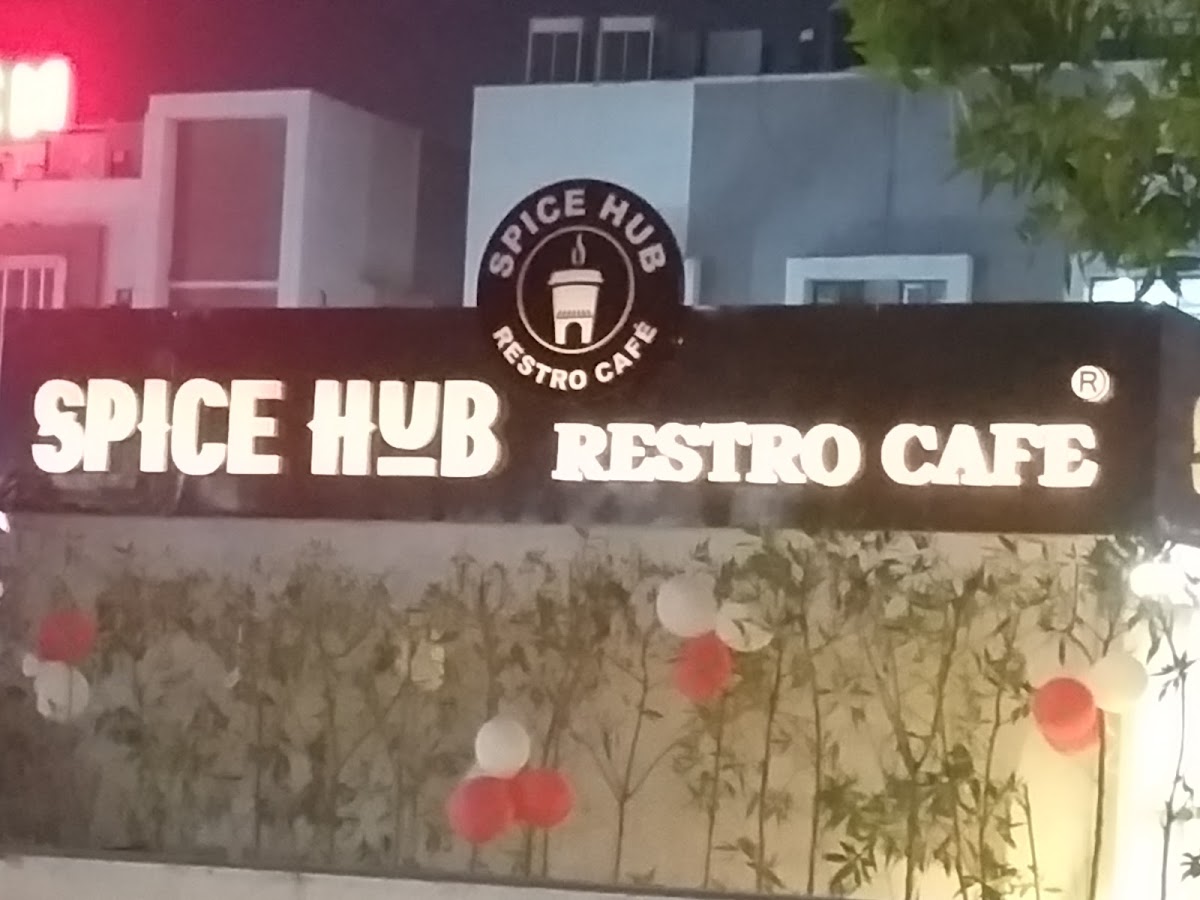 SPICE HUB
RESTRO CAFÉ
SPICE HUB RESTRO CAFE ®